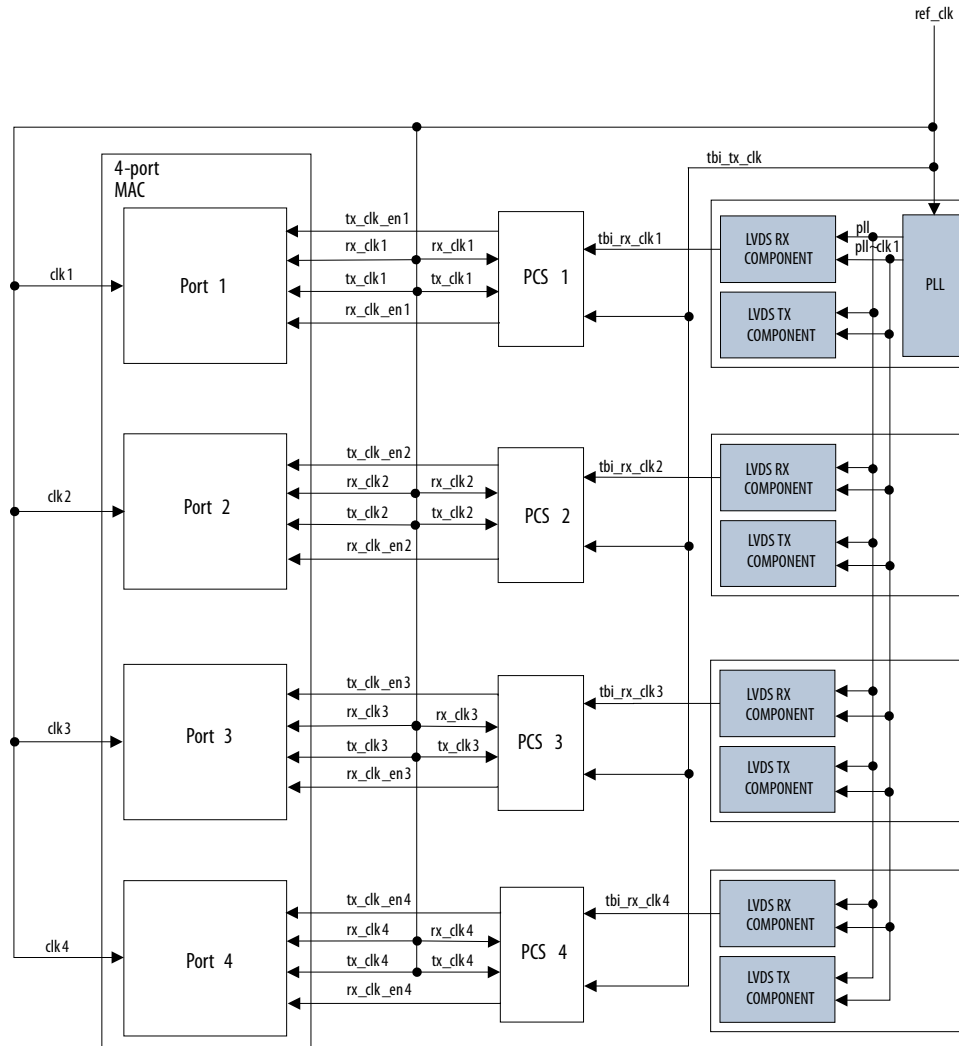 ref_clk
tbi_tx_clk
4-port
MAC
tx_clk_en1
rx_clk1
rx_clk1
tx_clk1
tx_clk1
rx_clk_en1
clk1
Port 1
PCS 1
tbi_rx_clk1
LVDS RX
COMPONENT
pll
pll~clk1
PLL
LVDS TX
COMPONENT
tx_clk_en2
rx_clk2
rx_clk2
tx_clk2
tx_clk2
rx_clk_en2
clk2
Port 2
PCS 2
tbi_rx_clk2
LVDS RX
COMPONENT
LVDS TX
COMPONENT
tx_clk_en3
rx_clk3
rx_clk3
tx_clk3
tx_clk3
rx_clk_en3
clk3
Port 3
PCS 3
tbi_rx_clk3
LVDS RX
COMPONENT
LVDS TX
COMPONENT
tx_clk_en4
rx_clk4
rx_clk4
tx_clk4
tx_clk4
rx_clk_en4
clk4
Port 4
PCS 4
tbi_rx_clk4
LVDS RX
COMPONENT
LVDS TX
COMPONENT